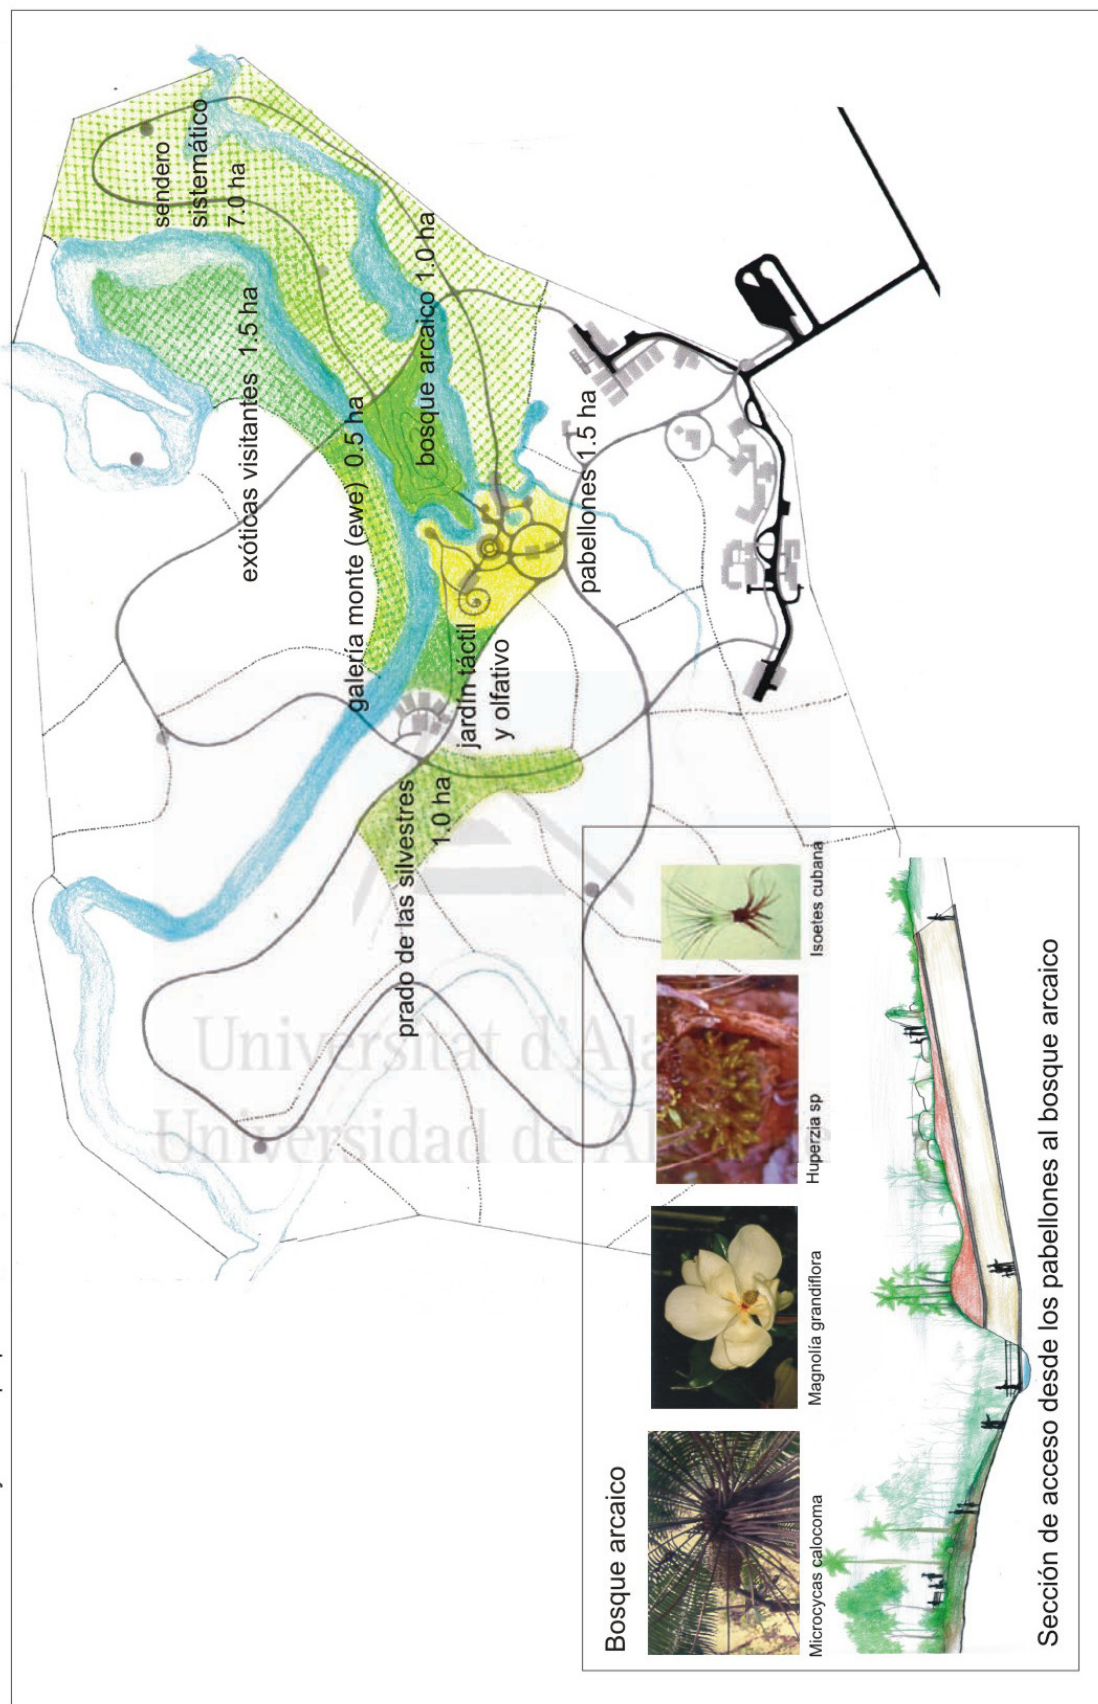 sendero
sistemático
7.0 ha
exóticas visitantes 1.5 ha
galería monte (ewe) 0.5 ha
bosque arcaico 1.0 ha
pabellones 1.5 ha
jardín táctil
y olfativo
prado de las silvestres
1.0 ha
Universitat d'Ala
Universidad de Al
Bosque arcaico
Microcycas calocoma
Magnolia grandiflora
Huperzia sp
Isoetes cubana
Sección de acceso desde los pabellones al bosque arcaico